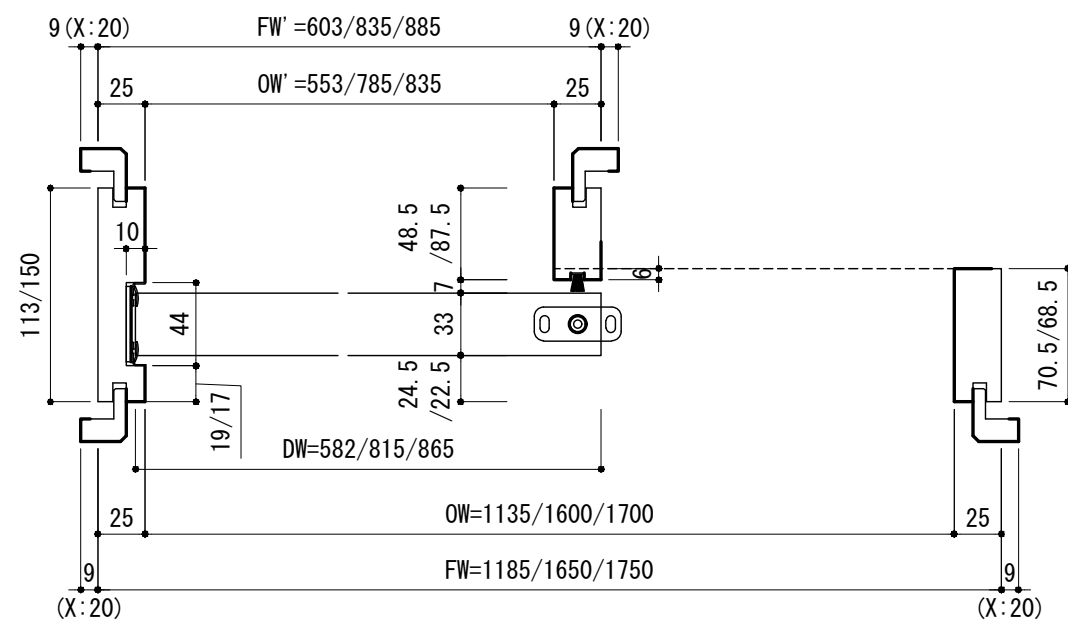 9(X:20)
FW'=603/835/885
9(X:20)
25
OW'=553/785/835
25
10
48.5
/87.5
113/150
6
7
44
33
70.5/68.5
24.5
/22.5
19/17
DW=582/815/865
25
OW=1135/1600/1700
25
9
FW=1185/1650/1750
9
(X:20)
(X:20)